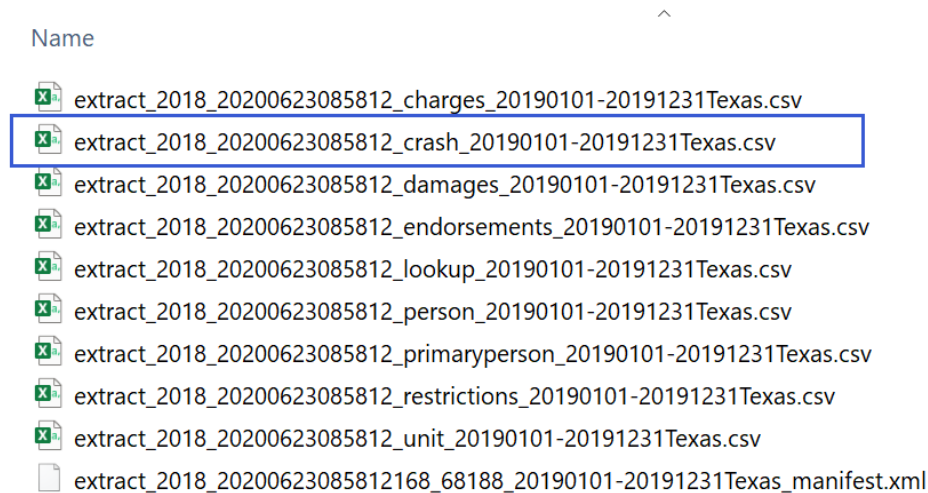 Name
extract_2018_20200623085812_charges_20190101-20191231Texas.csv
extract_2018_20200623085812_crash_20190101-20191231Texas.csv
extract_2018_20200623085812_damages_20190101-20191231Texas.csv
extract_2018_20200623085812_endorsements_20190101-20191231Texas.csv
extract_2018_20200623085812_lookup_20190101-20191231Texas.csv
extract_2018_20200623085812_person_20190101-20191231Texas.csv
extract_2018_20200623085812_primaryperson_20190101-20191231Texas.csv
extract_2018_20200623085812_restrictions_20190101-20191231Texas.csv
extract_2018_20200623085812_unit_20190101-20191231Texas.csv
extract_2018_20200623085812168_68188_20190101-20191231Texas_manifest.xml